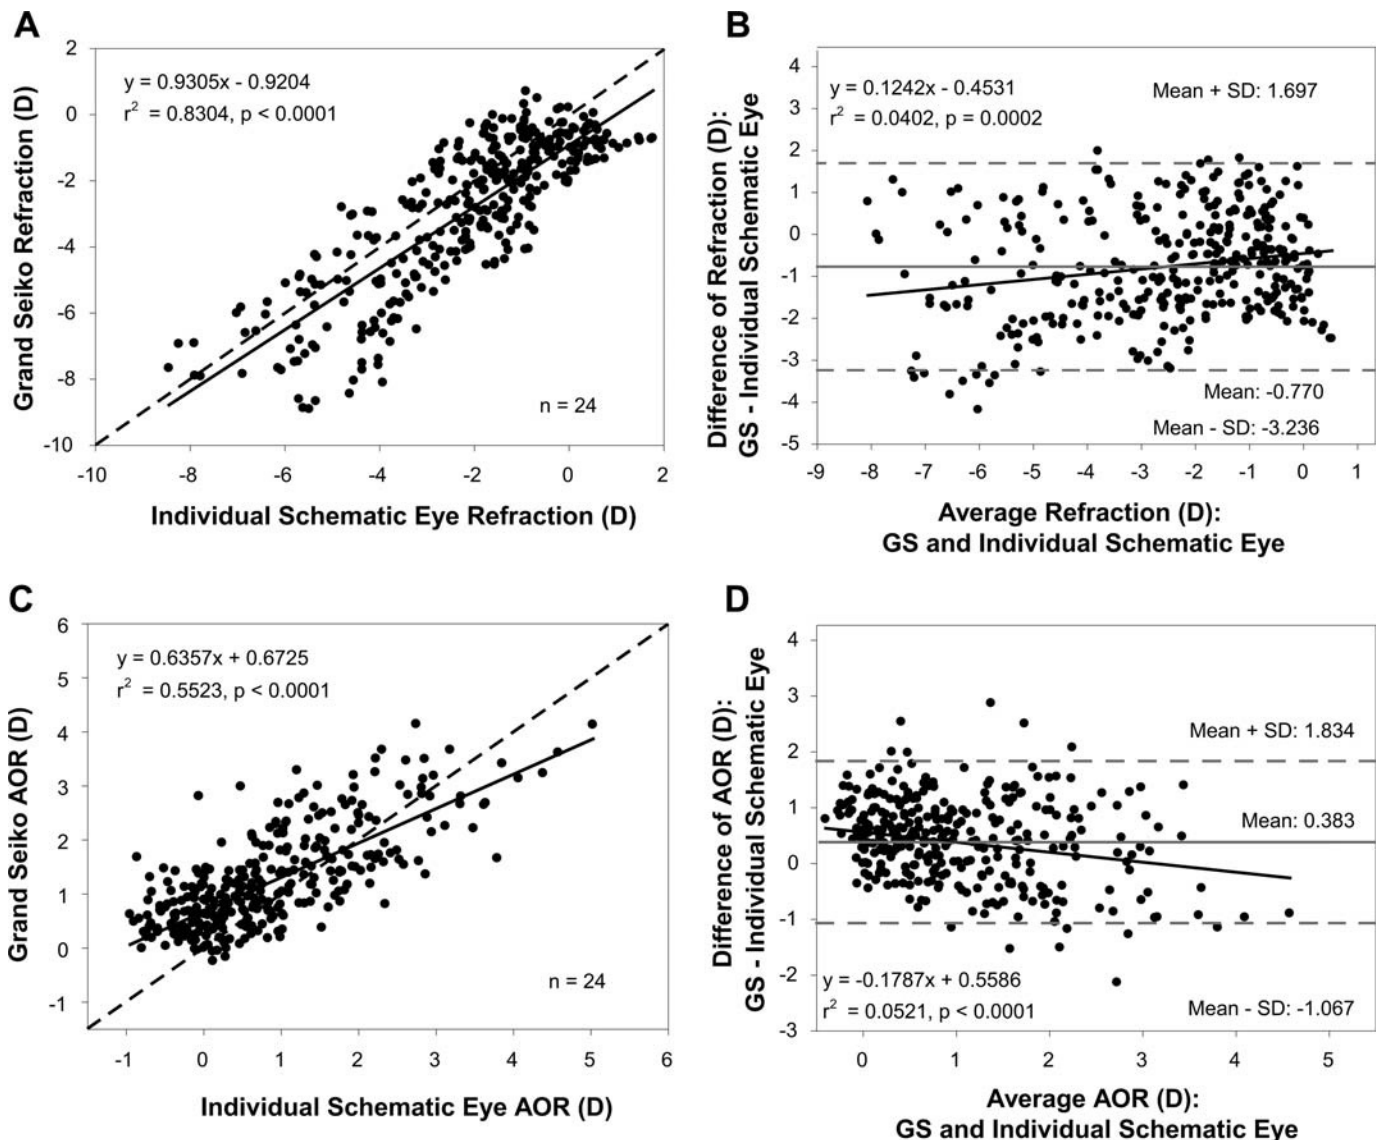 A
Grand Seiko Refraction (D)
2
0
-2
-4
-6
-8
-10
y = 0.9305x - 0.9204
r² = 0.8304, p < 0.0001
n = 24
-10 -8 -6 -4 -2 0 2
Individual Schematic Eye Refraction (D)
B
Difference of Refraction (D):
GS - Individual Schematic Eye
4
3
2
1
0
-1
-2
-3
-4
-5
y = 0.1242x - 0.4531
r² = 0.0402, p = 0.0002
Mean + SD: 1.697
Mean: -0.770
Mean - SD: -3.236
-9 -8 -7 -6 -5 -4 -3 -2 -1 0 1
Average Refraction (D):
GS and Individual Schematic Eye
C
Grand Seiko AOR (D)
6
5
4
3
2
1
0
-1
y = 0.6357x + 0.6725
r² = 0.5523, p < 0.0001
n = 24
-1 0 1 2 3 4 5 6
Individual Schematic Eye AOR (D)
D
Difference of AOR (D):
GS - Individual Schematic Eye
4
3
2
1
0
-1
-2
-3
Mean + SD: 1.834
Mean: 0.383
y = -0.1787x + 0.5586
r² = 0.0521, p < 0.0001
Mean - SD: -1.067
0 1 2 3 4 5
Average AOR (D):
GS and Individual Schematic Eye